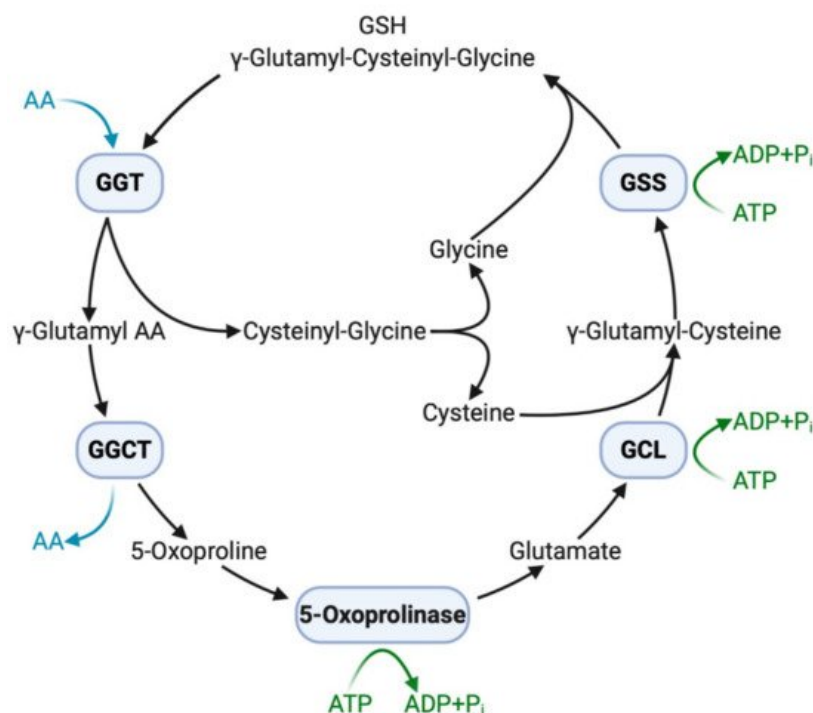 GSH
γ-Glutamyl-Cysteinyl-Glycine
AA
GGT
GSS
ADP+Pi
ATP
Glycine
γ-Glutamyl AA
Cysteinyl-Glycine
γ-Glutamyl-Cysteine
Cysteine
GGCT
GCL
ADP+Pi
ATP
AA
5-Oxoproline
Glutamate
5-Oxoprolinase
ATP
ADP+Pi